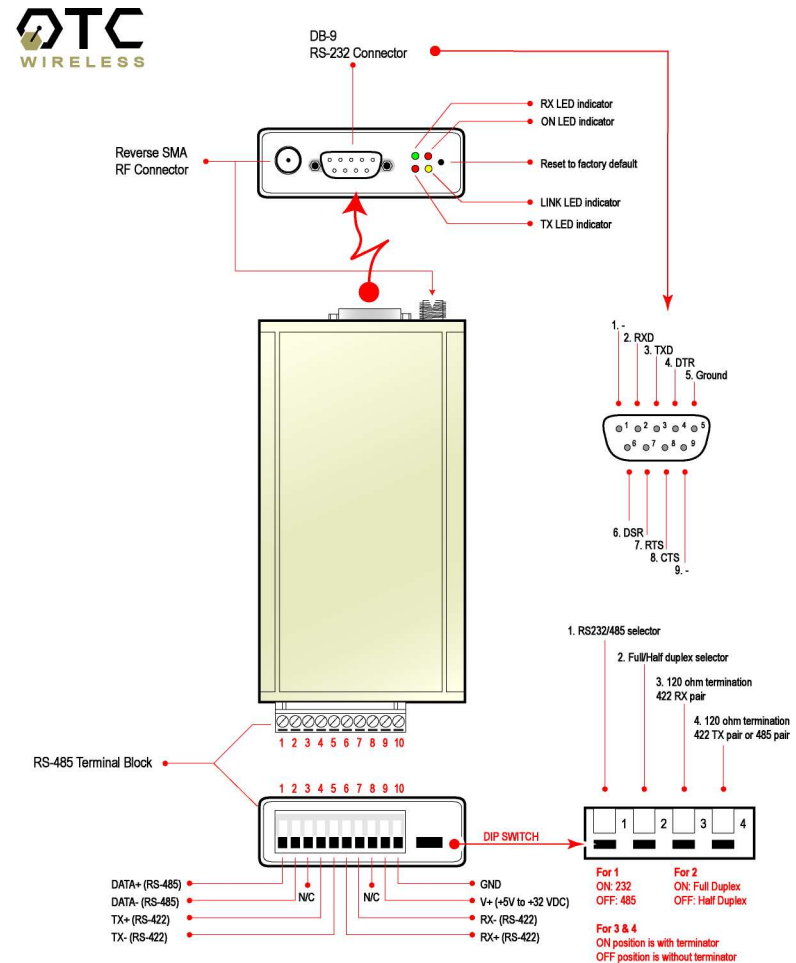 OTC
WIRELESS
DB-9
RS-232 Connector
RX LED indicator
ON LED indicator
Reverse SMA
RF Connector
Reset to factory default
LINK LED indicator
TX LED indicator
1. -
2. RXD
3. TXD
4. DTR
5. Ground
1 2 3 4 5
6 7 8 9
6. DSR
7. RTS
8. CTS
9. -
1. RS232/485 selector
2. Full/Half duplex selector
3. 120 ohm termination
422 RX pair
4. 120 ohm termination
422 TX pair or 485 pair
1 2 3 4 5 6 7 8 9 10
RS-485 Terminal Block
1 2 3 4 5 6 7 8 9 10
DIP SWITCH
1 2 3 4
For 1
ON: 232
OFF: 485
For 2
ON: Full Duplex
OFF: Half Duplex
For 3 & 4
ON position is with terminator
OFF position is without terminator
DATA+ (RS-485)
DATA- (RS-485)
TX+ (RS-422)
TX- (RS-422)
N/C
N/C
GND
V+ (+5V to +32 VDC)
RX- (RS-422)
RX+ (RS-422)